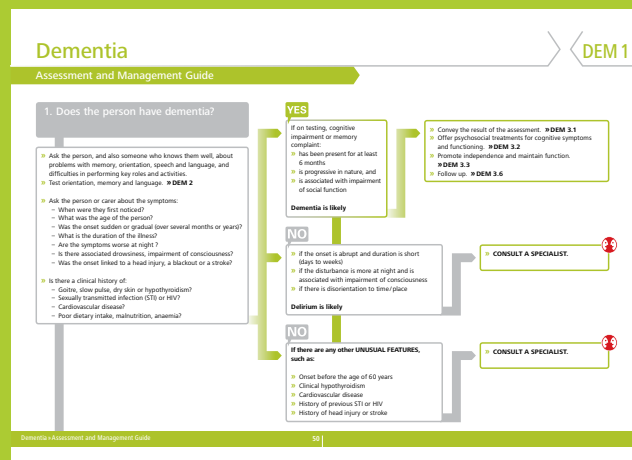 Dementia
DEM 1
Assessment and Management Guide
1. Does the person have dementia?
» Ask the person, and also someone who knows them well, about
problems with memory, orientation, speech and language, and
difficulties in performing key roles and activities.
» Test orientation, memory and language. »DEM 2
» Ask the person or carer about the symptoms:
– When were they first noticed?
– What was the age of the person?
– Was the onset sudden or gradual (over several months or years)?
– What is the duration of the illness?
– Are the symptoms worse at night ?
– Is there associated drowsiness, impairment of consciousness?
– Was the onset linked to a head injury, a blackout or a stroke?
» Is there a clinical history of:
– Goitre, slow pulse, dry skin or hypothyroidism?
– Sexually transmitted infection (STI) or HIV?
– Cardiovascular disease?
– Poor dietary intake, malnutrition, anaemia?
YES
If on testing, cognitive
impairment or memory
complaint:
» has been present for at least
6 months
» is progressive in nature, and
» is associated with impairment
of social function
Dementia is likely
» Convey the result of the assessment. »DEM 3.1
» Offer psychosocial treatments for cognitive symptoms
and functioning. »DEM 3.2
» Promote independence and maintain function.
»DEM 3.3
» Follow up. »DEM 3.6
NO
» if the onset is abrupt and duration is short
(days to weeks)
» if the disturbance is more at night and is
associated with impairment of consciousness
» if there is disorientation to time/place
Delirium is likely
» CONSULT A SPECIALIST.
NO
If there are any other UNUSUAL FEATURES,
such as:
» Onset before the age of 60 years
» Clinical hypothyroidism
» Cardiovascular disease
» History of previous STI or HIV
» History of head injury or stroke
» CONSULT A SPECIALIST.
Dementia » Assessment and Management Guide
50